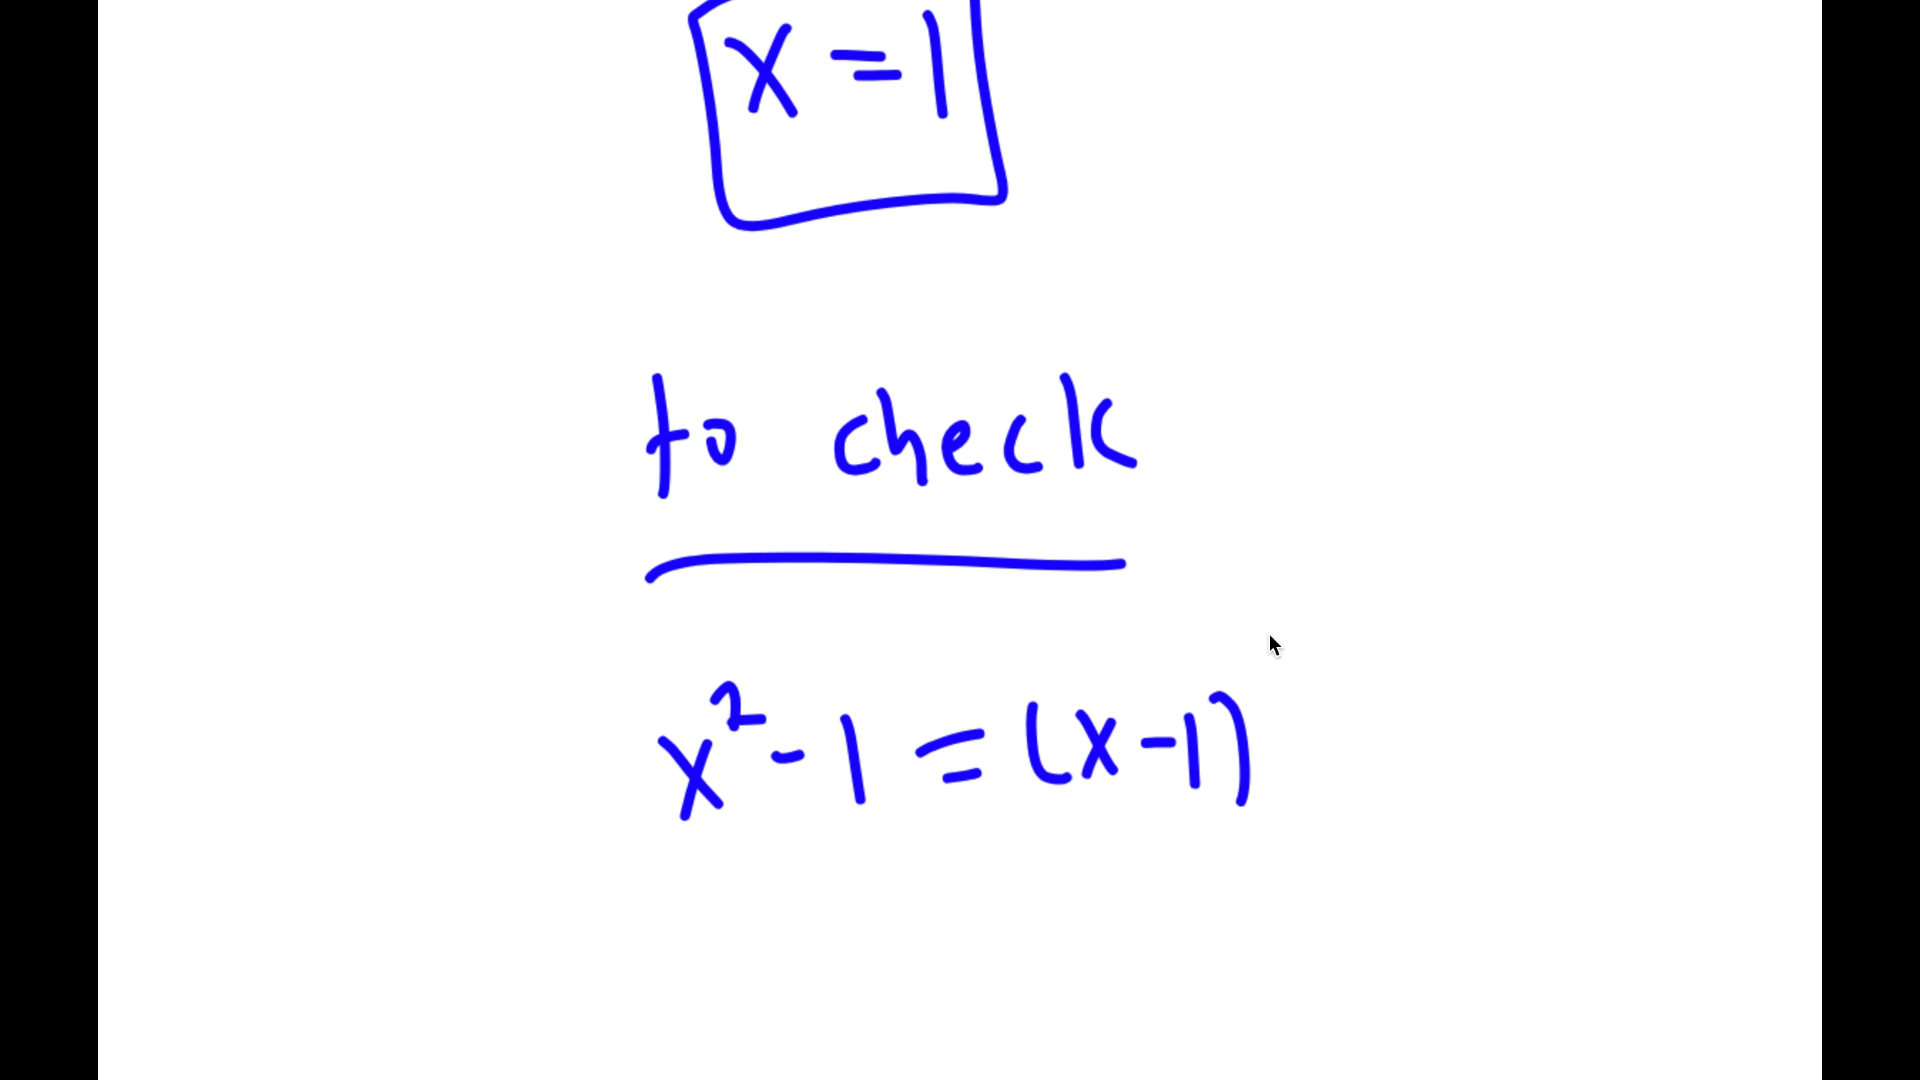 x = 1
to check
x² - 1 = (x - 1)